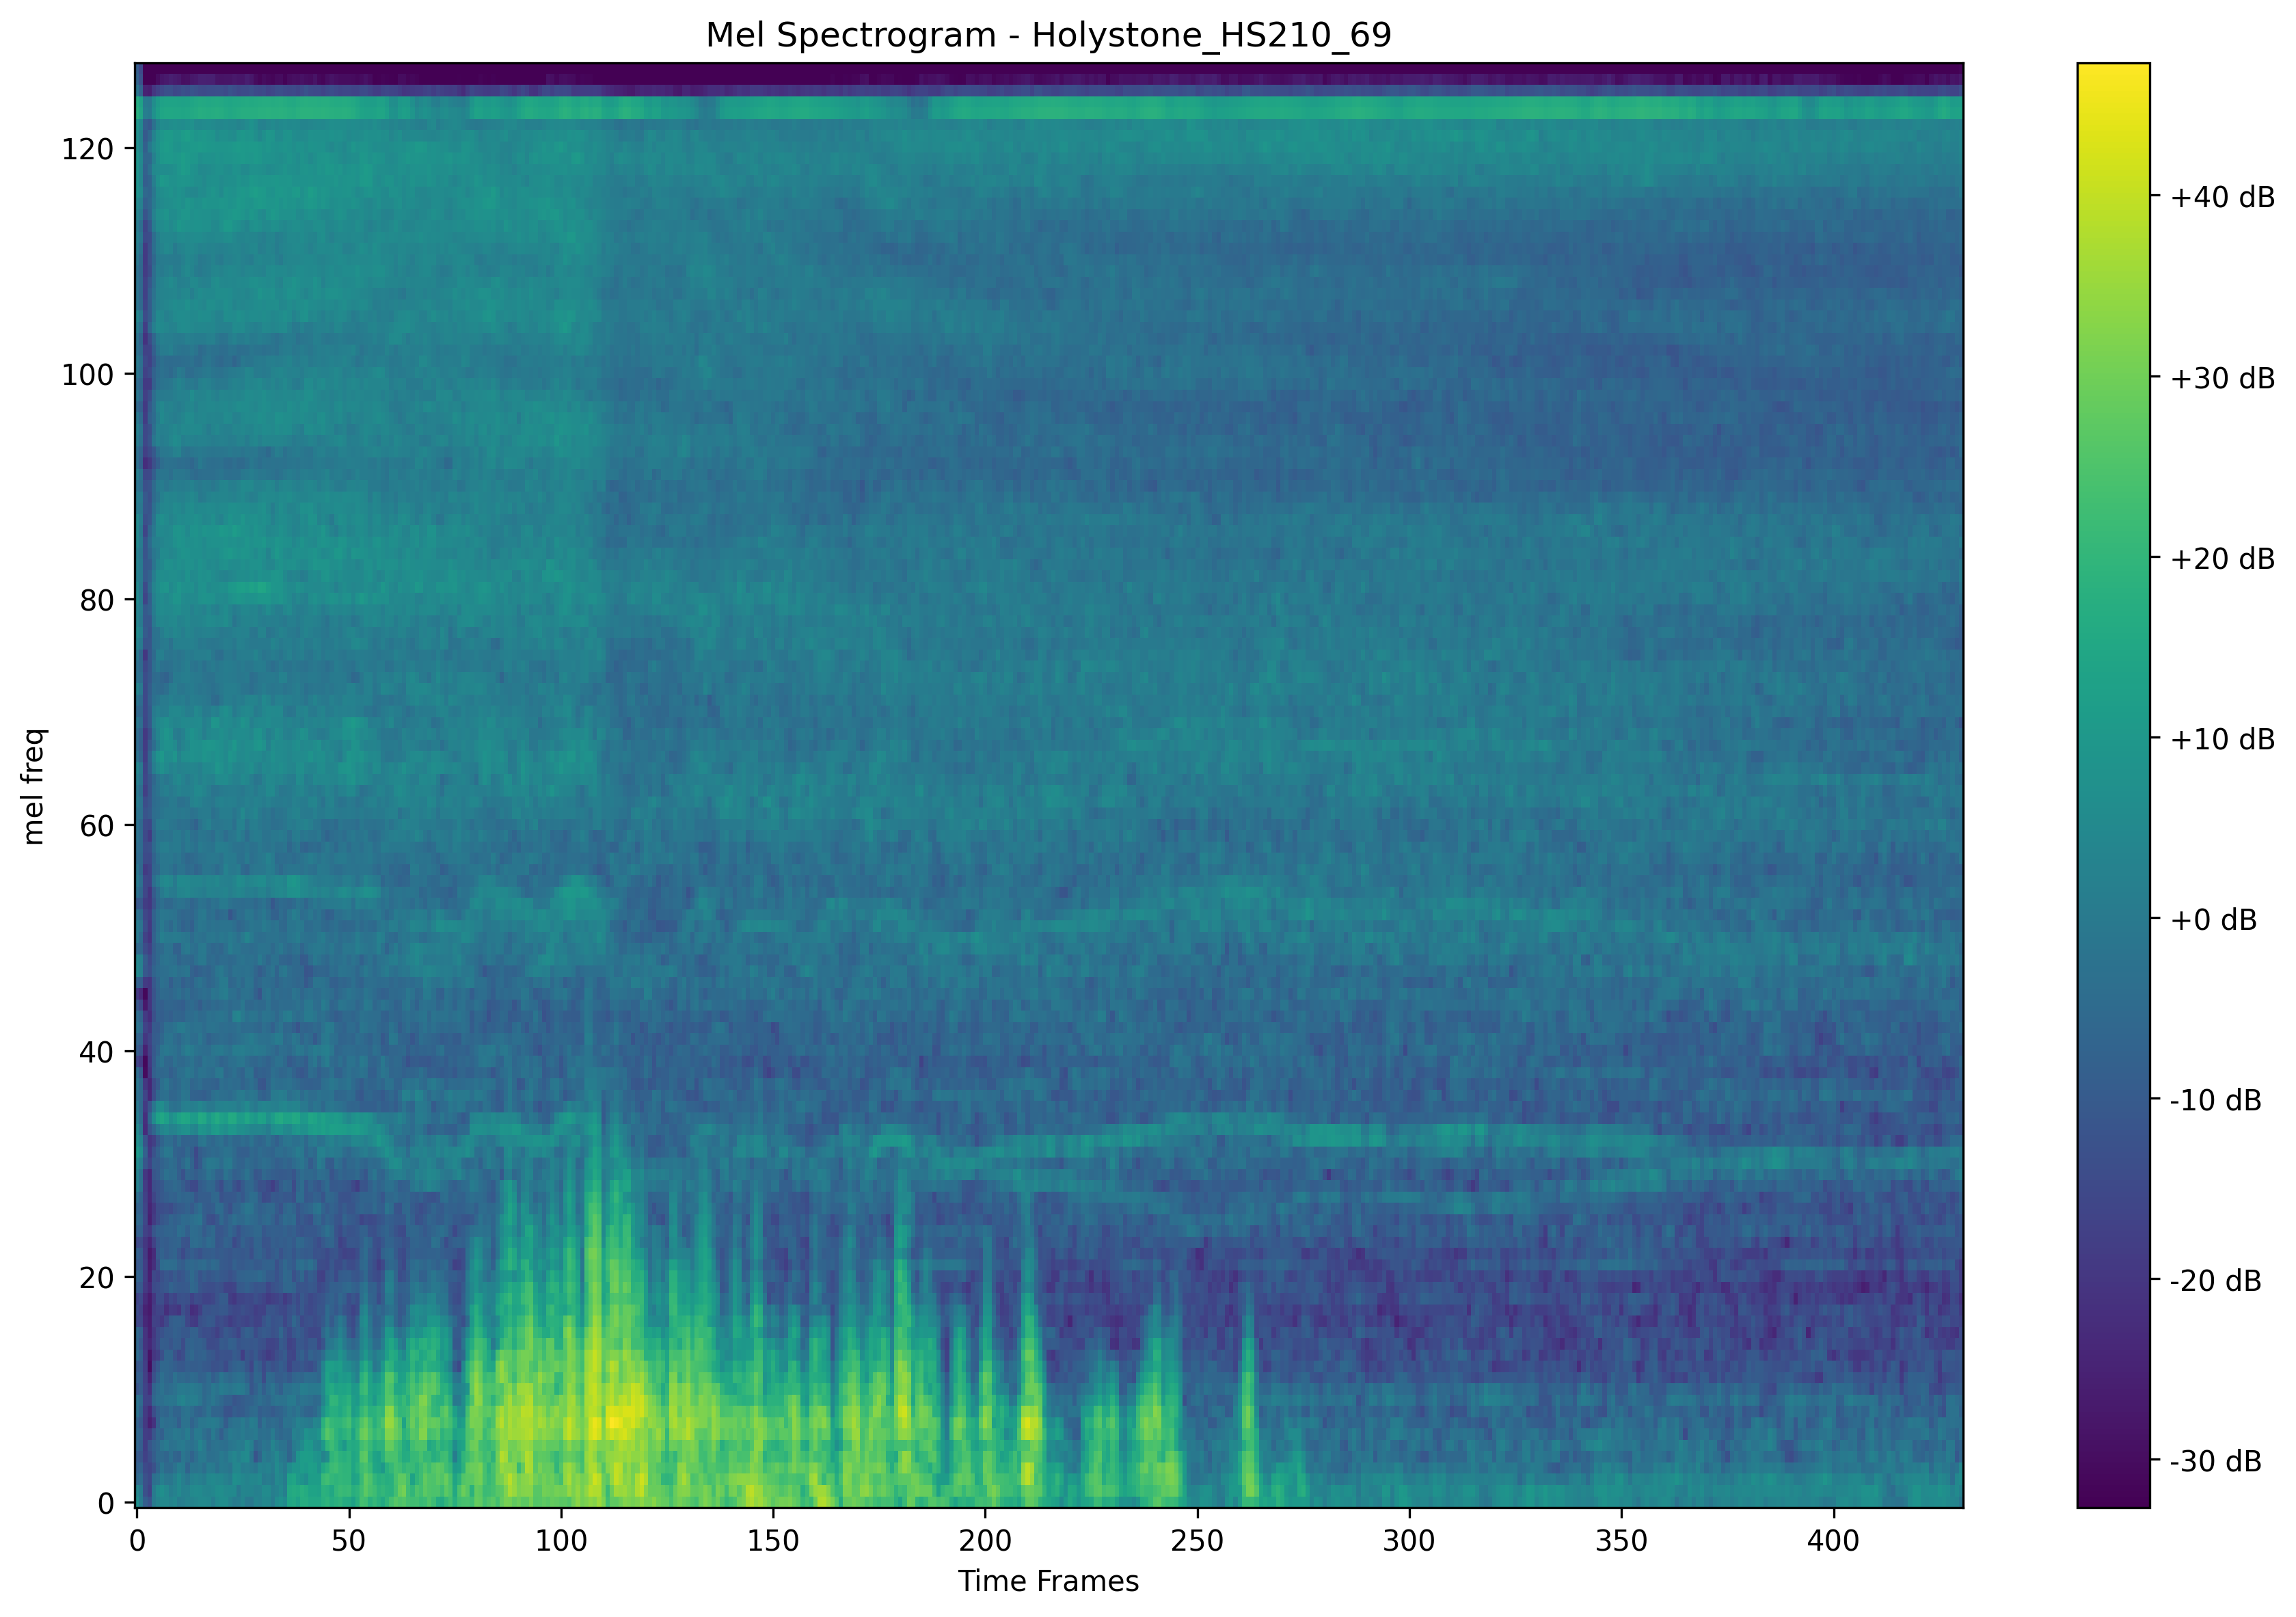 Mel Spectrogram - Holystone_HS210_69
mel freq
120
100
80
60
40
20
0
0 50 100 150 200 250 300 350 400
Time Frames
+40 dB
+30 dB
+20 dB
+10 dB
+0 dB
-10 dB
-20 dB
-30 dB